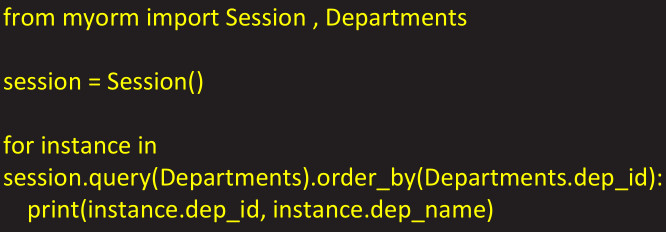 from myorm import Session , Departments
session = Session()
for instance in
session.query(Departments).order_by(Departments.dep_id):
    print(instance.dep_id, instance.dep_name)